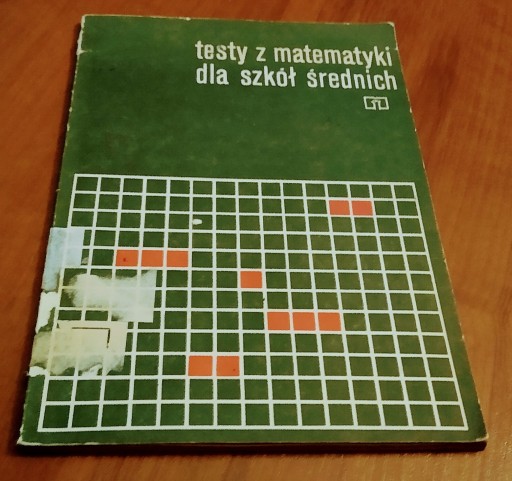 testy z matematyki
dla szkół średnich